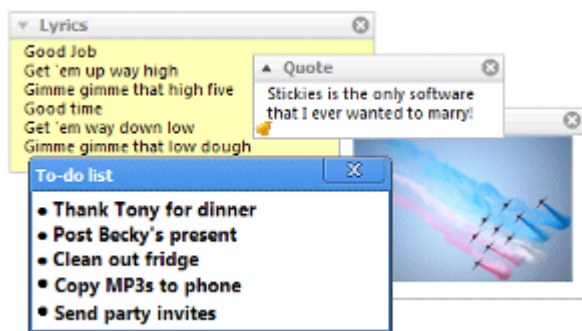 Lyrics
Good Job
Get 'em up way high
Gimme gimme that high five
Good time
Get 'em way down low
Gimme gimme that low dough
Quote
Stickies is the only software
that I ever wanted to marry!
To-do list
• Thank Tony for dinner
• Post Becky's present
• Clean out fridge
• Copy MP3s to phone
• Send party invites